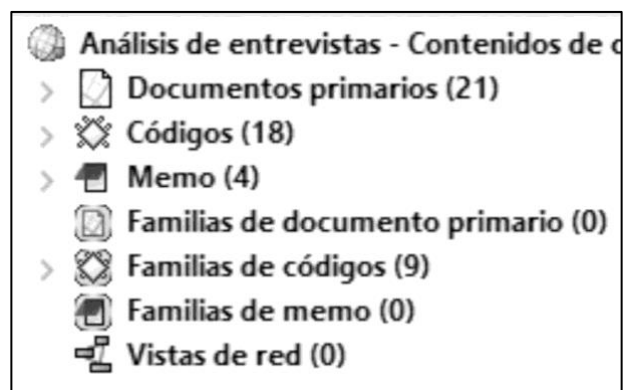 Análisis de entrevistas - Contenidos de
Documentos primarios (21)
Códigos (18)
Memo (4)
Familias de documento primario (0)
Familias de códigos (9)
Familias de memo (0)
Vistas de red (0)